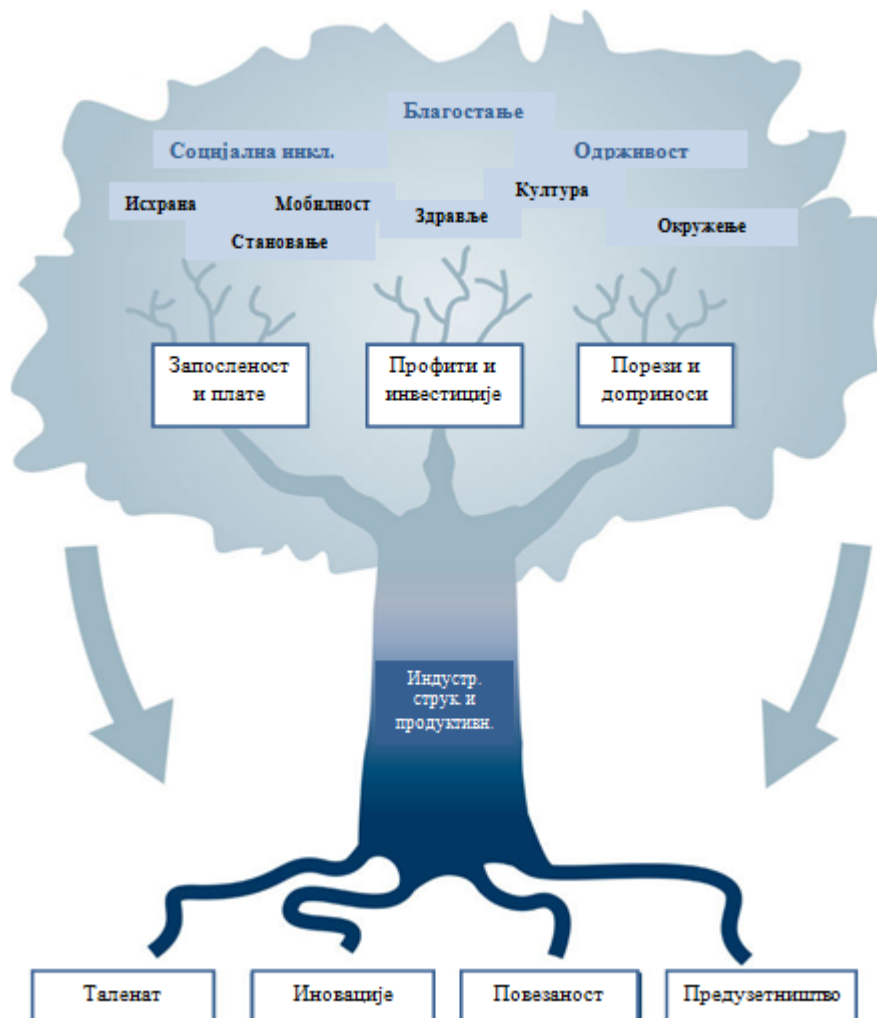 Благостање
Социјална инкл.
Одрживост
Исхрана
Мобилност
Здравље
Култура
Становање
Окружење
Запосленост
и плате
Профити и
инвестиције
Порези и
доприноси
Индустр.
струк. и
продуктивн.
Таленат
Иновације
Повезаност
Предузетништво